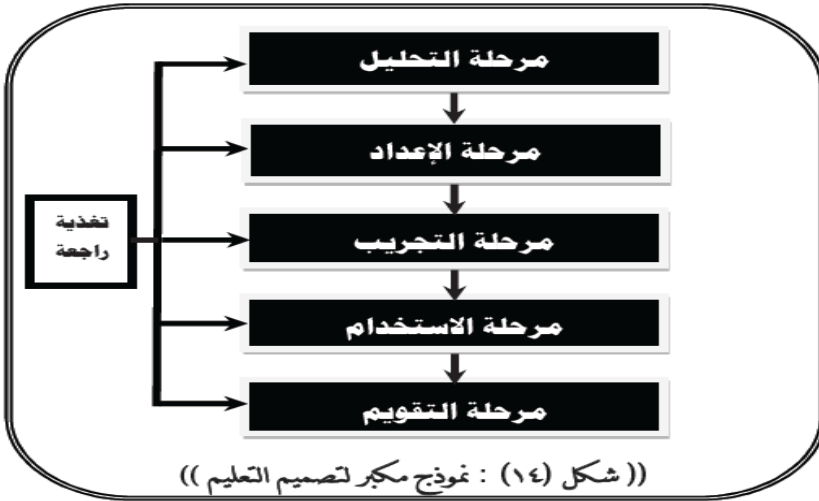 مرحلة التحليل
مرحلة الإعداد
تغذية
راجعة
مرحلة التجريب
مرحلة الاستخدام
مرحلة التقويم
(( شكل (١٤) : نموذج مكبر لتصميم التعليم ))